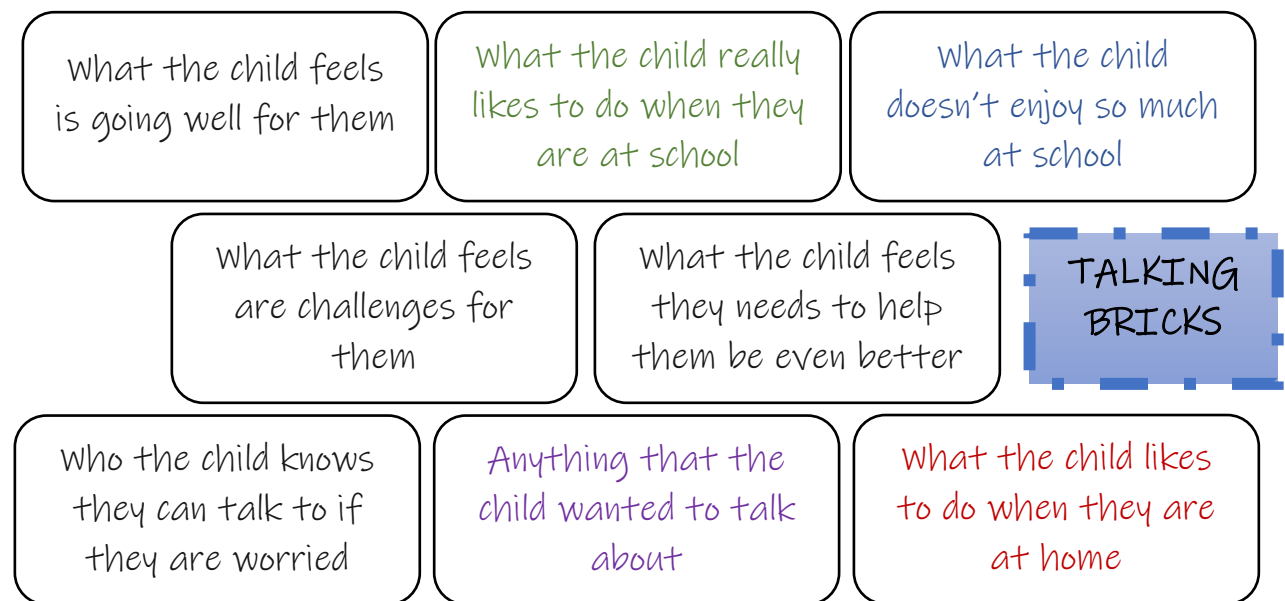 What the child feels
is going well for them
What the child really
likes to do when they
are at school
What the child
doesn't enjoy so much
at school
What the child feels
are challenges for
them
What the child feels
they needs to help
them be even better
TALKING
BRICKS
Who the child knows
they can talk to if
they are worried
Anything that the
child wanted to talk
about
What the child likes
to do when they are
at home